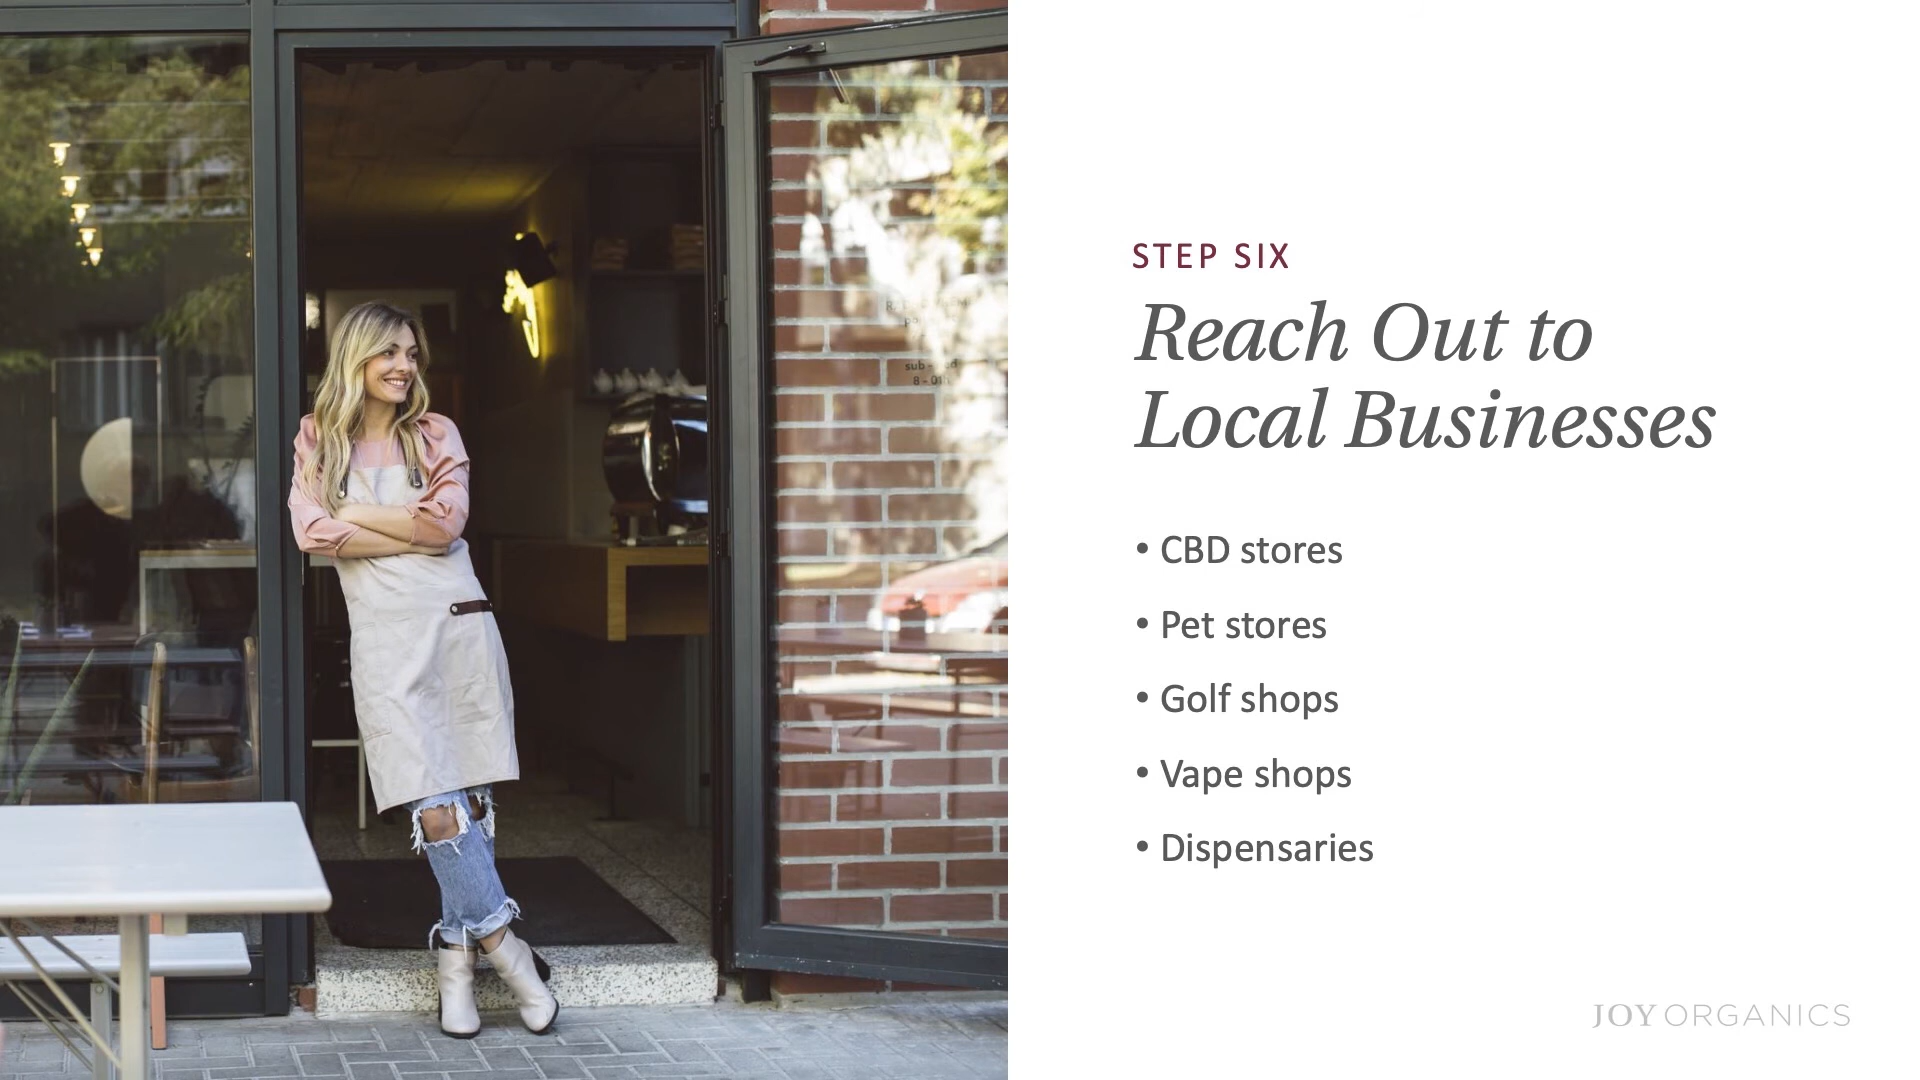 STEP SIX
Reach Out to
Local Businesses
• CBD stores
• Pet stores
• Golf shops
• Vape shops
• Dispensaries
JOY ORGANICS